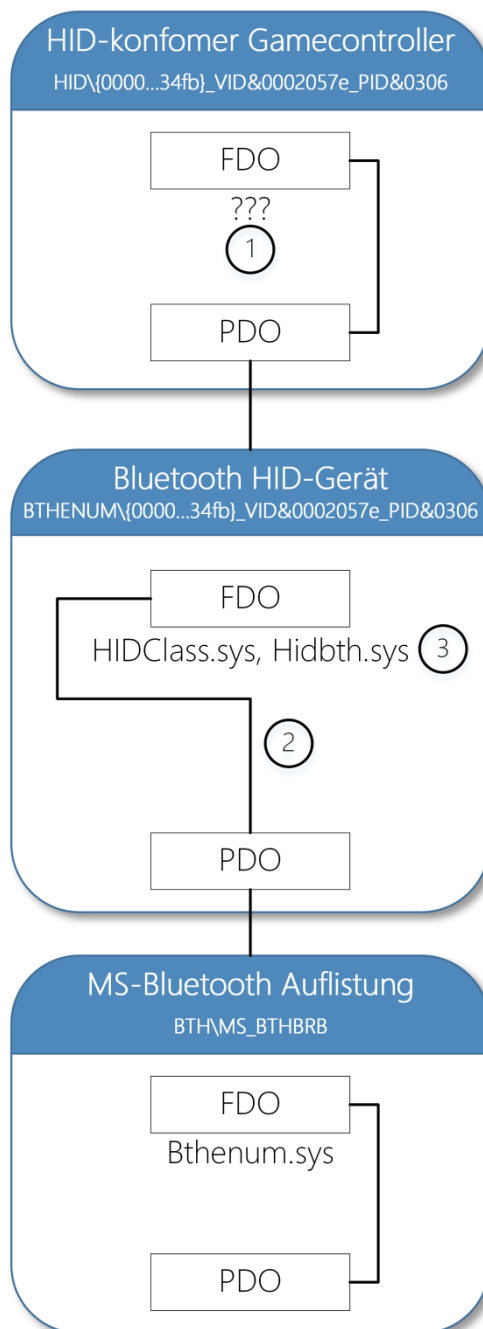 HID-konfomer Gamecontroller
HID\{0000...34fb}_VID&0002057e_PID&0306
FDO
???
1
PDO
Bluetooth HID-Gerät
BTHENUM\{0000...34fb}_VID&0002057e_PID&0306
FDO
HIDClass.sys, Hidbth.sys 3
2
PDO
MS-Bluetooth Auflistung
BTH\MS_BTHBRB
FDO
Bthenum.sys
PDO